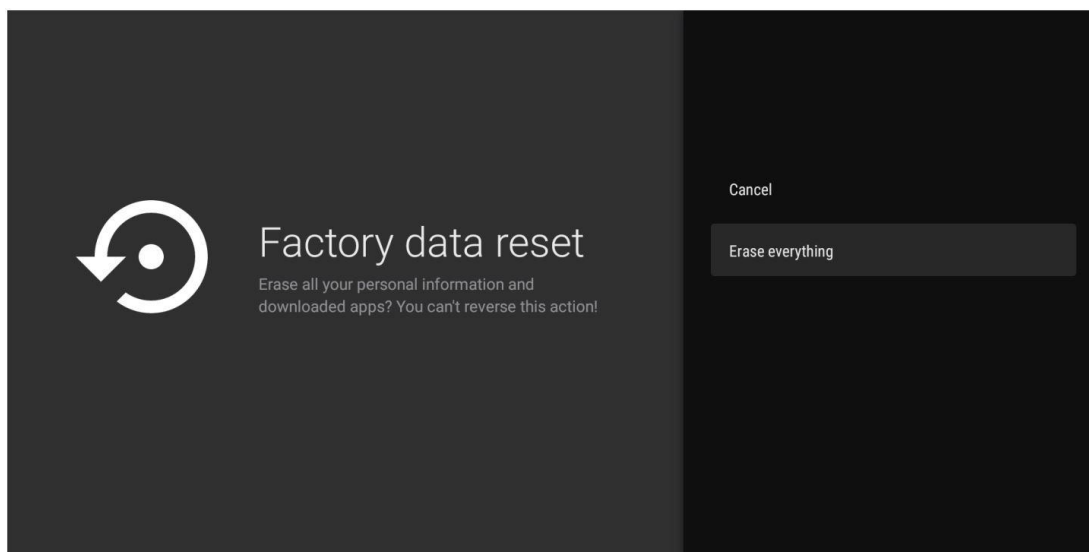 Factory data reset
Erase all your personal information and
downloaded apps? You can't reverse this action!
Cancel
Erase everything